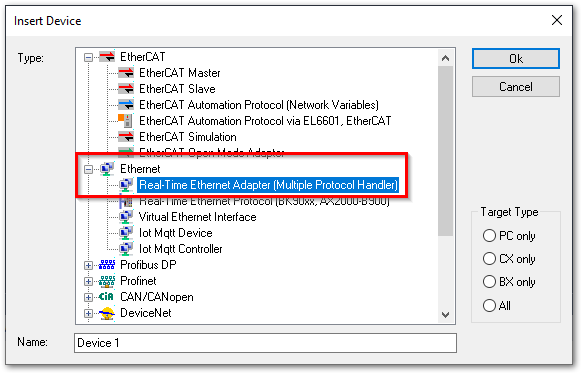 Insert Device
Type:
EtherCAT
EtherCAT Master
EtherCAT Slave
EtherCAT Automation Protocol (Network Variables)
EtherCAT Automation Protocol via EL6601, EtherCAT
EtherCAT Simulation
EtherCAT Open Mode Adapter
Ethernet
Real-Time Ethernet Adapter (Multiple Protocol Handler)
Real-Time Ethernet Protocol (BK90xx, AX2000-B900)
Virtual Ethernet Interface
Iot Mqtt Device
Iot Mqtt Controller
Profibus DP
Profinet
CiA CAN/CANopen
DeviceNet
Ok
Cancel
Target Type
PC only
CX only
BX only
All
Name:
Device 1